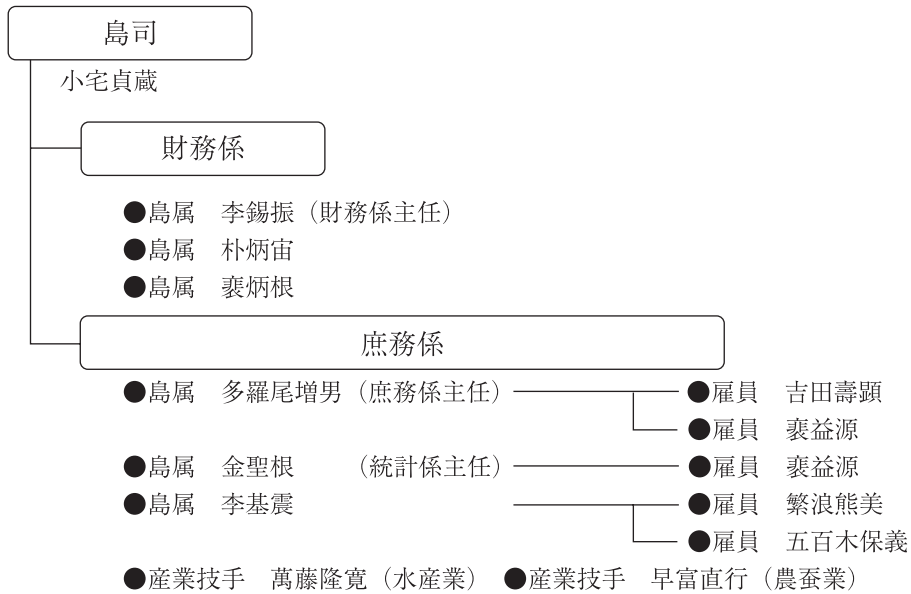 島司
小宅貞蔵
財務係
●島属 李錫振（財務係主任）
●島属 朴炳宙
●島属 裵炳根
庶務係
●島属 多羅尾増男（庶務係主任） ●雇員 吉田壽顕
●雇員 裵益源
●島属 金聖根 （統計係主任） ●雇員 裵益源
●島属 李基震 ●雇員 繁浪熊美
●雇員 五百木保義
●産業技手 萬藤隆寛（水産業） ●産業技手 早富直行（農蚕業）